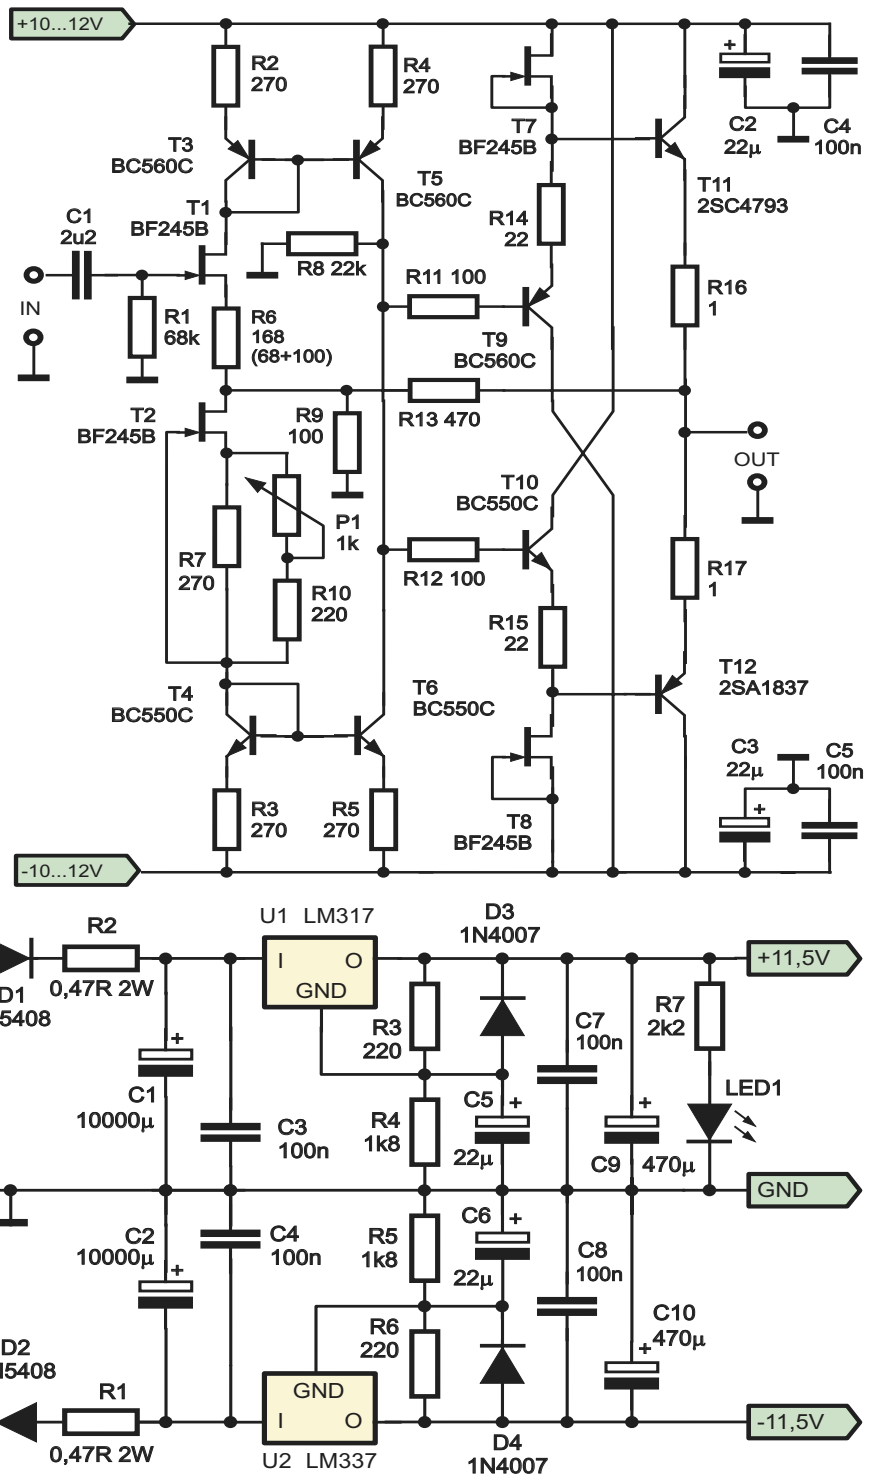 +10...12V
R2
270
R4
270
T3
BC560C
T5
BC560C
T1
BF245B
C1
2u2
IN
R1
68k
R8 22k
R6
168
(68+100)
R11 100
T7
BF245B
R14
22
T9
BC560C
C2
22µ
C4
100n
T11
2SC4793
R16
1
R13 470
T2
BF245B
R9
100
OUT
P1
1k
R7
270
R10
220
T10
BC550C
R12 100
R15
22
R17
1
T4
BC550C
T6
BC550C
T12
2SA1837
R3
270
R5
270
T8
BF245B
C3
22µ
C5
100n
+
+
-10...12V
U1 LM317
I O
GND
R2
0,47R 2W
D1
5408
D3
1N4007
+11,5V
R3
220
C7
100n
R7
2k2
LED1
+
C1
10000µ
C3
100n
R4
1k8
C5
+
22µ
+
C9
470µ
GND
C2
10000µ
+
C4
100n
R5
1k8
C6
+
22µ
C8
100n
C10
470µ
+
R6
220
D2
5408
R1
0,47R 2W
GND
I O
U2 LM337
D4
1N4007
-11,5V